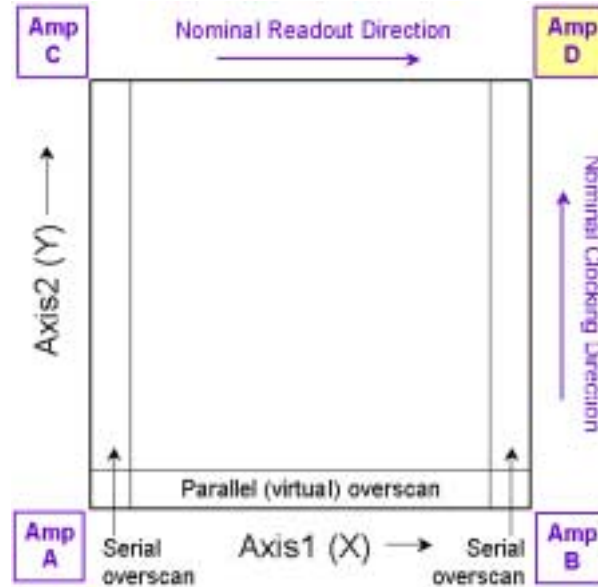 Amp
C
Nominal Readout Direction
Amp
D
Axis2 (Y)
Nominal Clocking Direction
Parallel (virtual) overscan
Amp
A
Serial
overscan
Axis1 (X)
Serial
overscan
Amp
B